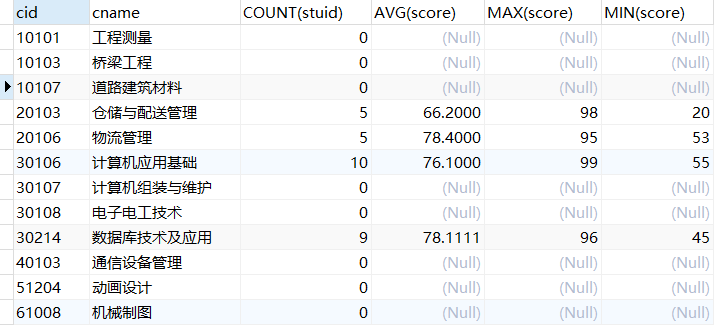 cid cname COUNT(stuid) AVG(score) MAX(score) MIN(score)
10101 工程测量 0 (Null) (Null) (Null)
10103 桥梁工程 0 (Null) (Null) (Null)
10107 道路建筑材料 0 (Null) (Null) (Null)
20103 仓储与配送管理 5 66.2000 98 20
20106 物流管理 5 78.4000 95 53
30106 计算机应用基础 10 76.1000 99 55
30107 计算机组装与维护 0 (Null) (Null) (Null)
30108 电子电工技术 0 (Null) (Null) (Null)
30214 数据库技术及应用 9 78.1111 96 45
40103 通信设备管理 0 (Null) (Null) (Null)
51204 动画设计 0 (Null) (Null) (Null)
61008 机械制图 0 (Null) (Null) (Null)